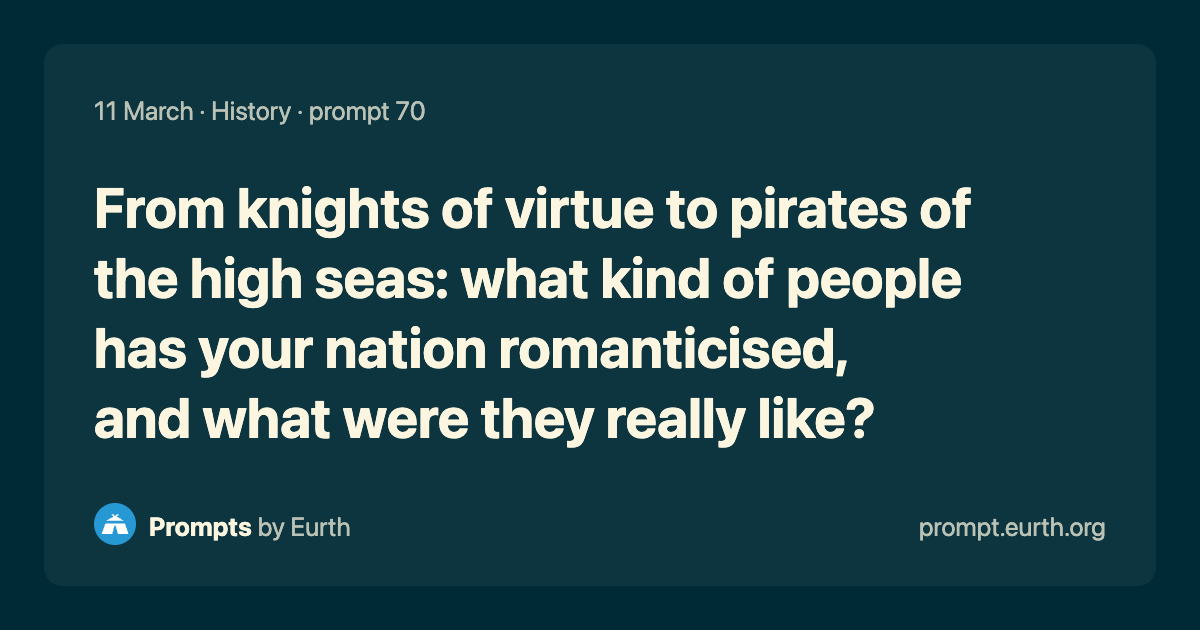 11 March · History · prompt 70
From knights of virtue to pirates of
the high seas: what kind of people
has your nation romanticised,
and what were they really like?
Prompts by Eurth
prompt.eurth.org